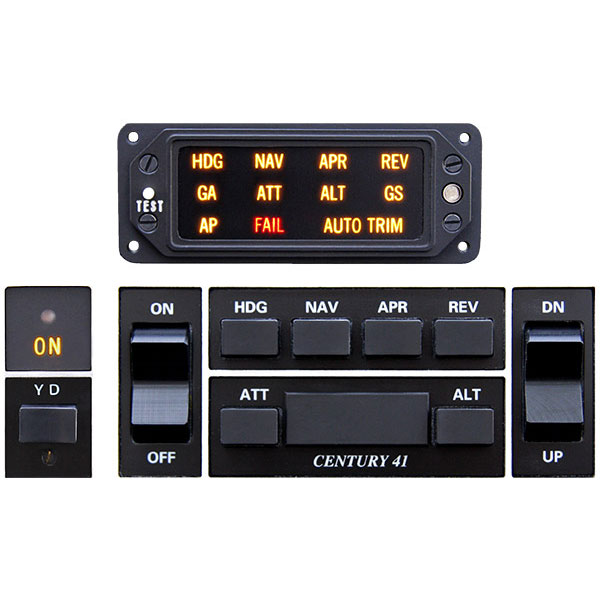 HDG NAV APR REV
GA ATT ALT GS
TEST
AP FAIL AUTO TRIM
ON
YD
ON
OFF
HDG NAV APR REV
ATT ALT
CENTURY 41
DN
UP